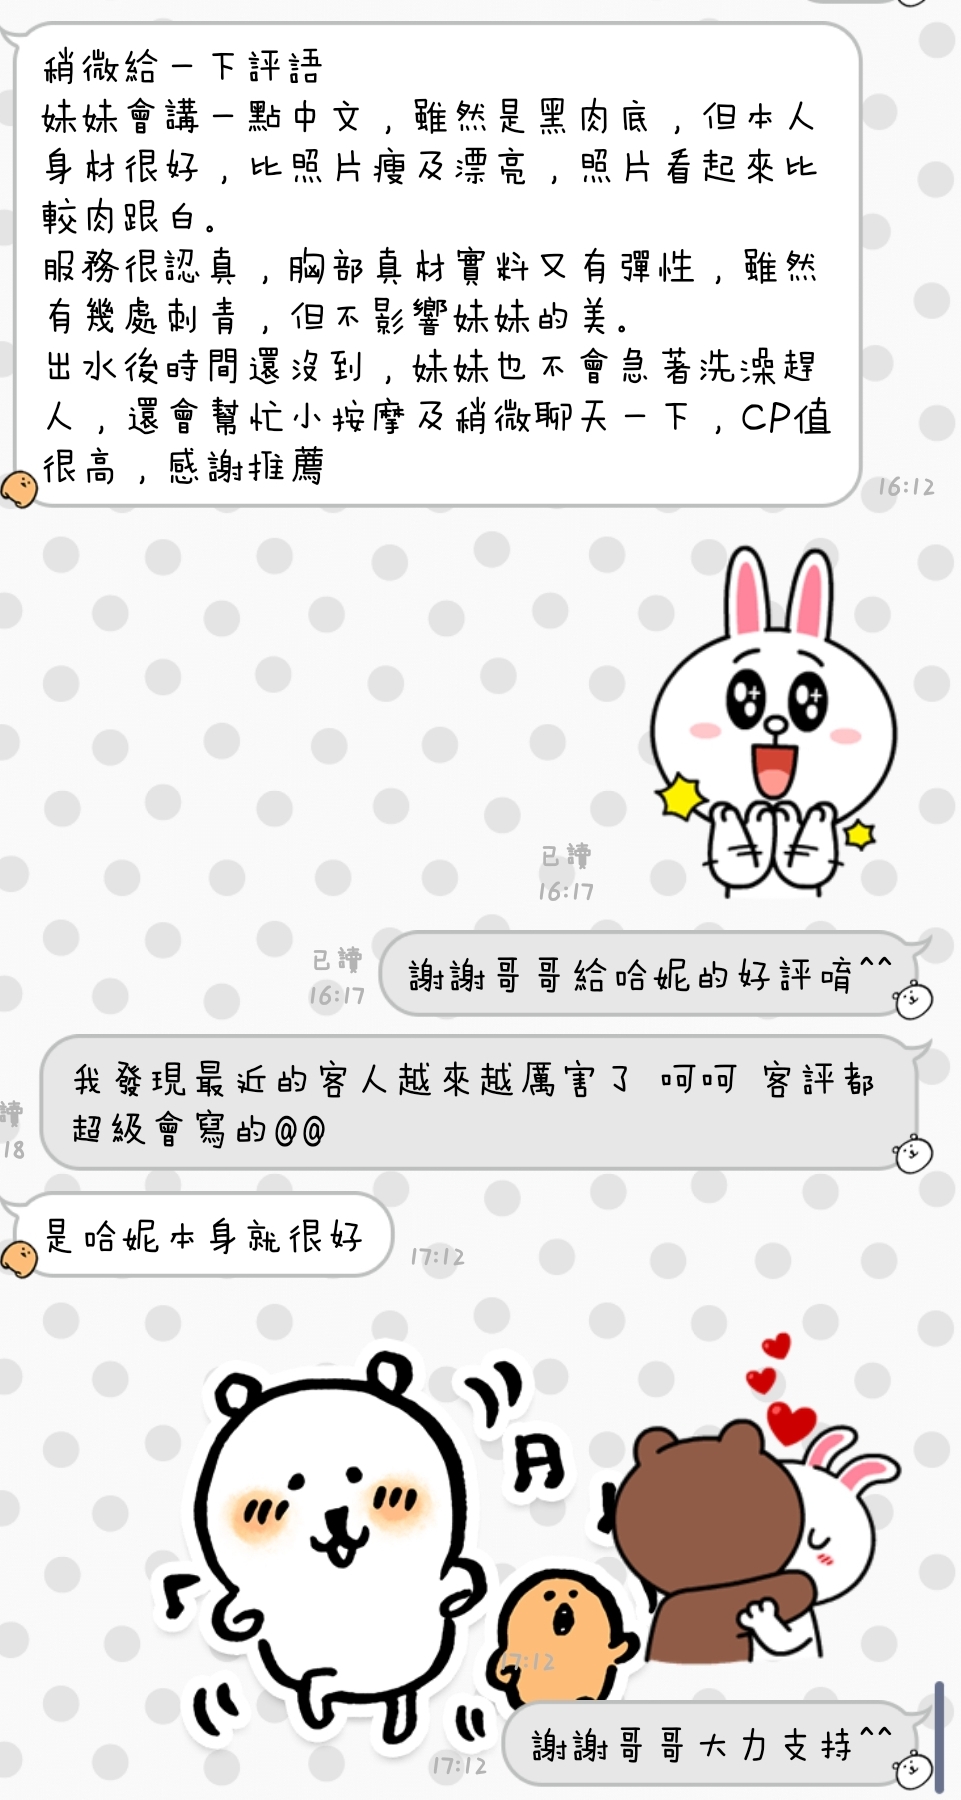 稍微給一下評語
妹妹會講一點中文，雖然是黑肉底，但本人
身材很好，比照片瘦及漂亮，照片看起來比
較肉跟白。
服務很認真，胸部真材實料又有彈性，雖然
有幾處刺青，但不影響妹妹的美。
出水後時間還沒到，妹妹也不會急著洗澡趕
人，還會幫忙小按摩及稍微聊天一下，CP值
很高，感謝推薦
16:12
已讀
16:17
謝謝哥哥給哈妮的好評唷^^
已讀
16:17
我發現最近的客人越來越厲害了 呵呵 客評都
超級會寫的@@
讀
18
是哈妮本身就很好
17:12
17:12
謝謝哥哥大力支持^^
17:12